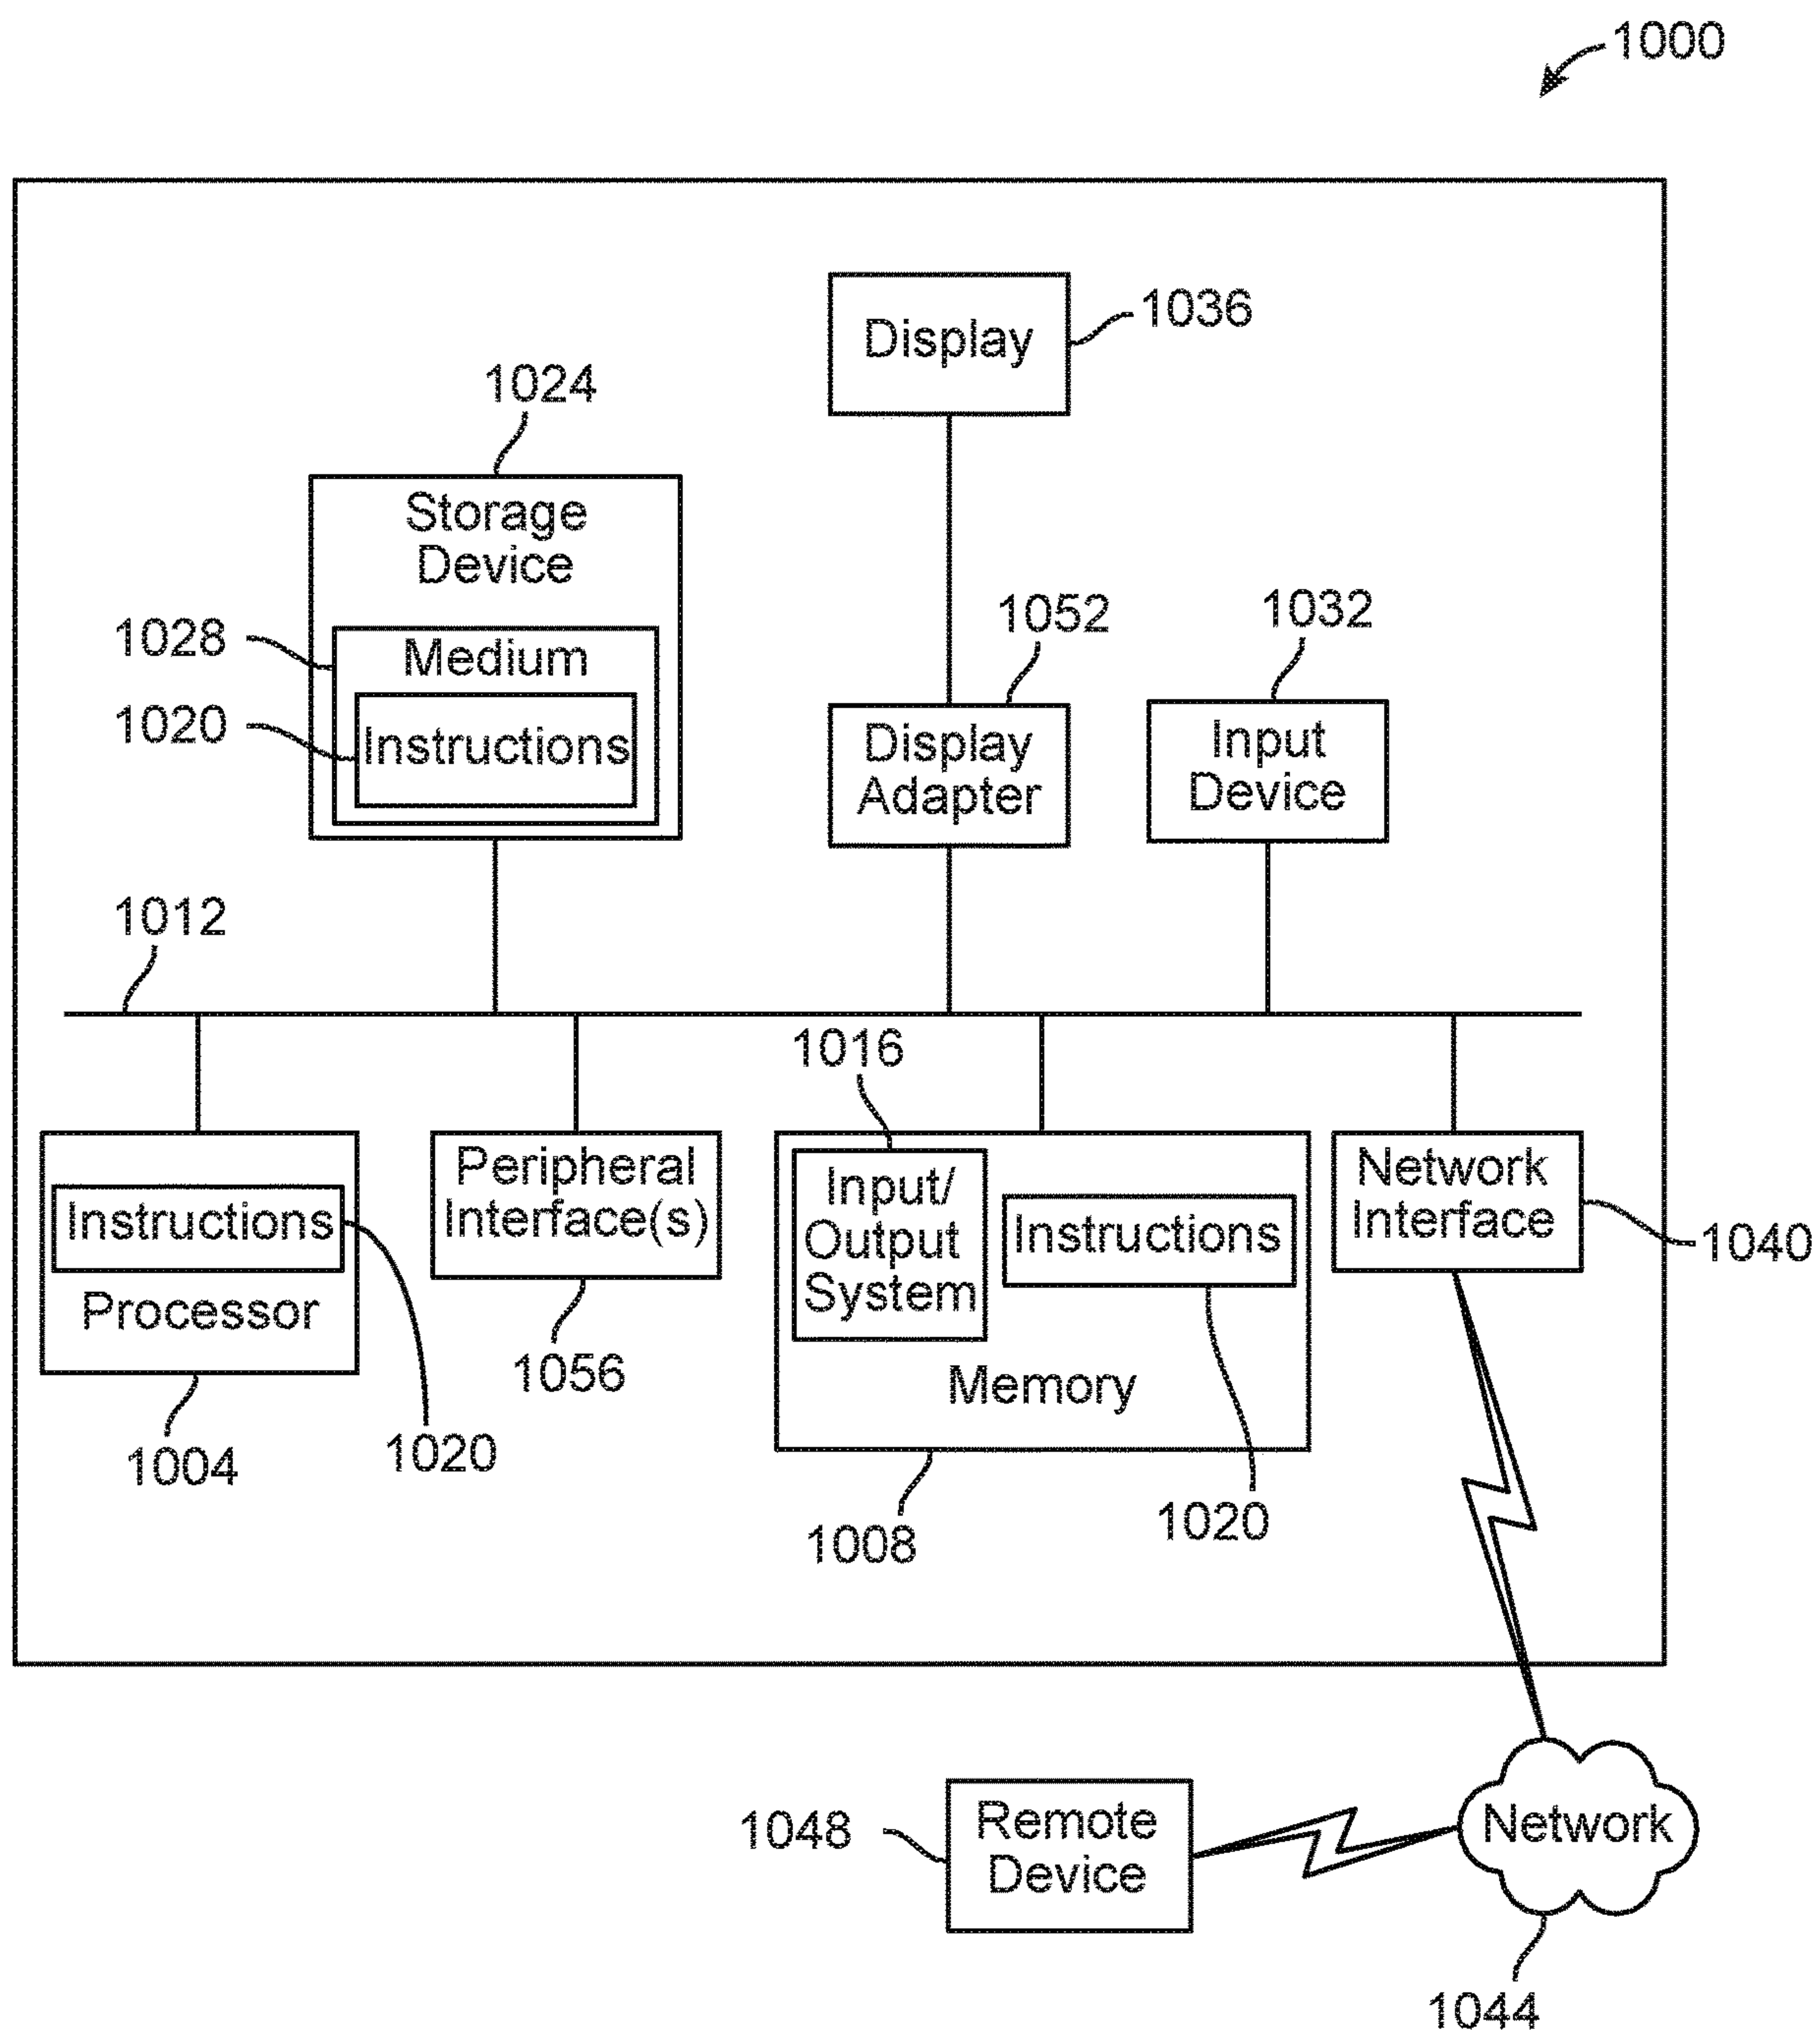 1000
Display
1036
1024
Storage
Device
1028
Medium
1020
Instructions
1052
Display
Adapter
1032
Input
Device
1012
1016
Instructions
Processor
1004
1020
Peripheral
Interface(s)
1056
Input/
Output
System
Instructions
Memory
1008
1020
Network
Interface
1040
1048
Remote
Device
Network
1044